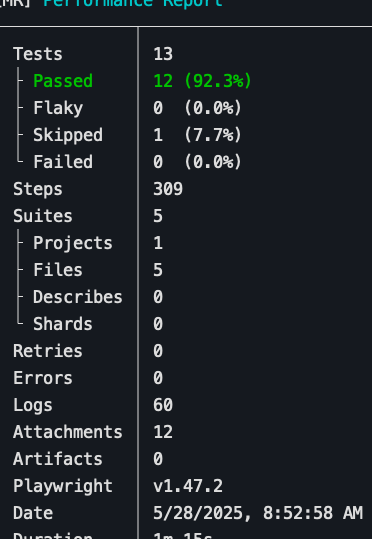 [MR] Performance Report
Tests 13
Passed 12 (92.3%)
Flaky 0 (0.0%)
Skipped 1 (7.7%)
Failed 0 (0.0%)
Steps 309
Suites 5
Projects 1
Files 5
Describes 0
Shards 0
Retries 0
Errors 0
Logs 60
Attachments 12
Artifacts 0
Playwright v1.47.2
Date 5/28/2025, 8:52:58 AM
Duration 1m 15s